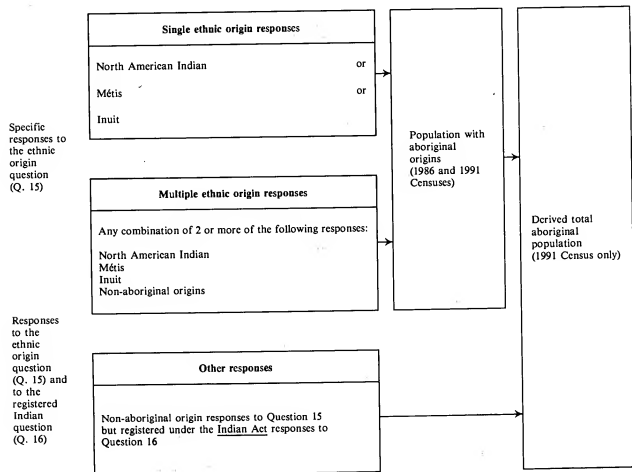 Specific
responses to
the ethnic
origin
question
(Q. 15)
Single ethnic origin responses
North American Indian or
Métis or
Inuit
Multiple ethnic origin responses
Any combination of 2 or more of the following responses:
North American Indian
Métis
Inuit
Non-aboriginal origins
Population with
aboriginal
origins
(1986 and 1991
Censuses)
Derived total
aboriginal
population
(1991 Census only)
Responses
to the
ethnic
origin
question
(Q. 15) and
to the
registered
Indian
question
(Q. 16)
Other responses
Non-aboriginal origin responses to Question 15
but registered under the Indian Act responses to
Question 16